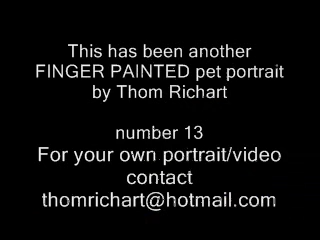 This has been another
FINGER PAINTED pet portrait
by Thom Richart
number 13
For your own portrait/video
contact
thomrichart@hotmail.com